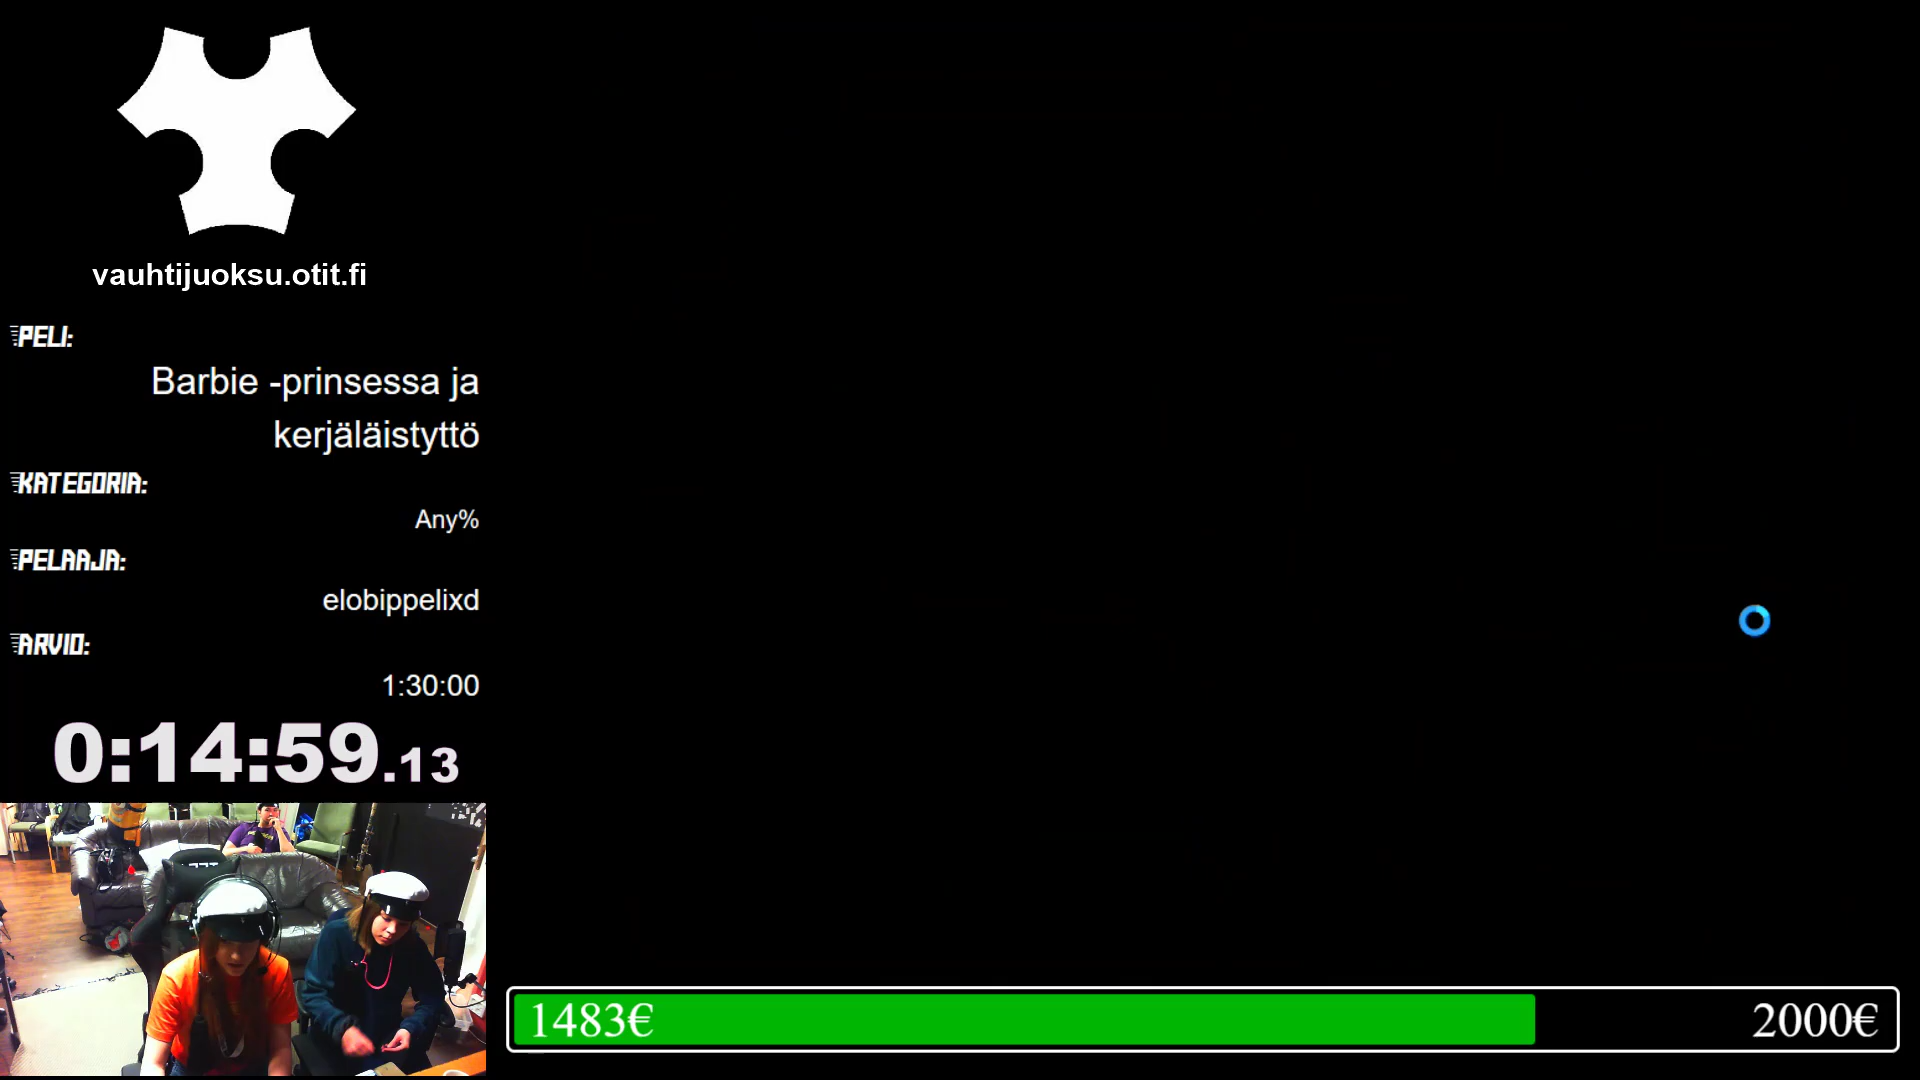 vauhtijuoksu.otit.fi
PELI:
Barbie -prinsessa ja
kerjäläistyttö
KATEGORIA:
Any%
PELAAJA:
elobippelixd
ARVIO:
1:30:00
0:14:59.13
1483€
2000€